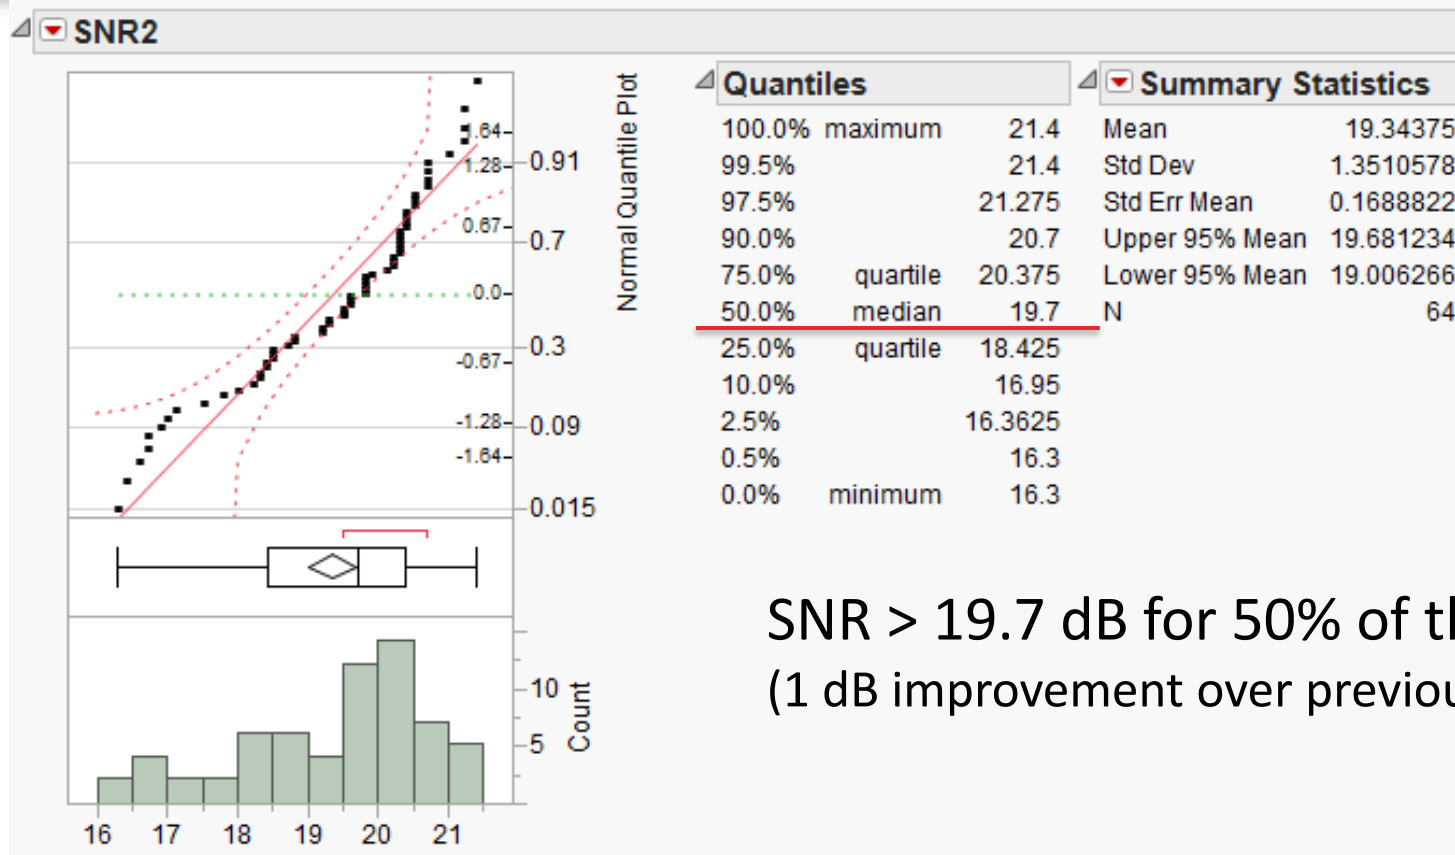 SNR2
Normal Quantile Plot
1.64
1.28
0.67
0.0
-0.67
-1.28
-1.64
0.91
0.7
0.3
0.09
0.015
10
5
Count
16 17 18 19 20 21
Quantiles
100.0% maximum 21.4
99.5% 21.4
97.5% 21.275
90.0% 20.7
75.0% quartile 20.375
50.0% median 19.7
25.0% quartile 18.425
10.0% 16.95
2.5% 16.3625
0.5% 16.3
0.0% minimum 16.3
Summary Statistics
Mean 19.34375
Std Dev 1.3510578
Std Err Mean 0.1688822
Upper 95% Mean 19.681234
Lower 95% Mean 19.006266
N 64
SNR > 19.7 dB for 50% of
(1 dB improvement over